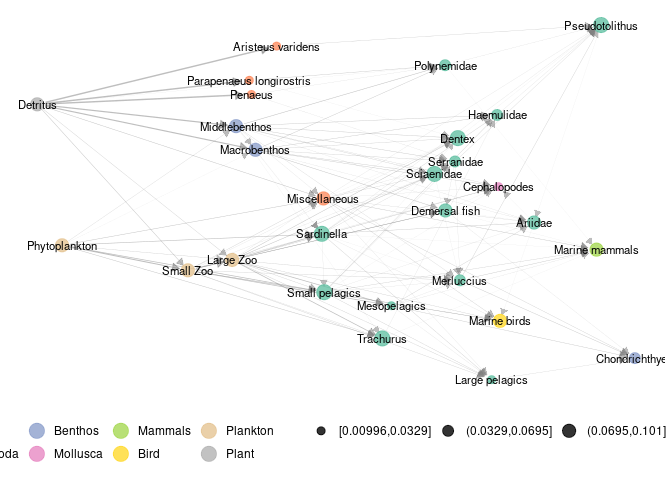 Pseudotolithus
Aristeus varidens
Polynemidae
Parapenaeus longirostris
Penaeus
Detritus
Haemulidae
Middlebenthos
Dentex
Macrobenthos
Serranidae
Sciaenidae
Cephalopodes
Miscellaneous
Demersal fish
Ariidae
Sardinella
Phytoplankton
Marine mammals
Large Zoo
Small Zoo
Merluccius
Small pelagics
Mesopelagics
Marine birds
Trachurus
Chondrichthye
Large pelagics
Benthos Mammals Plankton [0.00996,0.0329] (0.0329,0.0695] (0.0695,0.101]
oda Mollusca Bird Plant